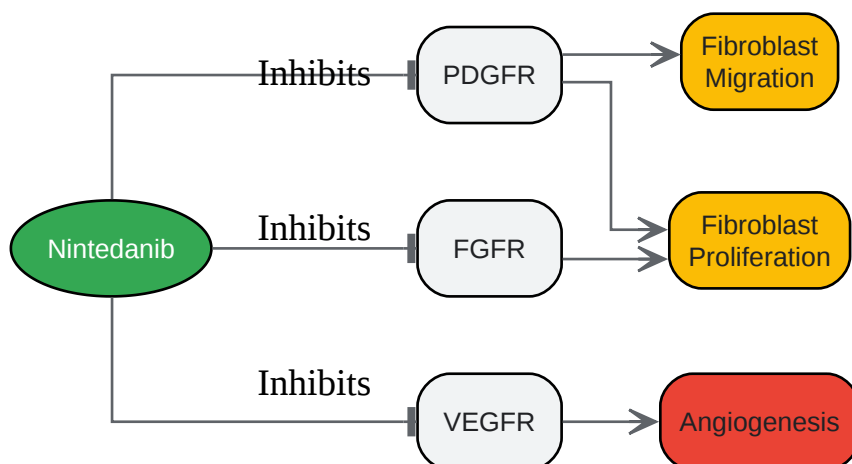 Inhibits
PDGFR
Fibroblast
Migration
Nintedanib
Inhibits
FGFR
Fibroblast
Proliferation
Inhibits
VEGFR
Angiogenesis